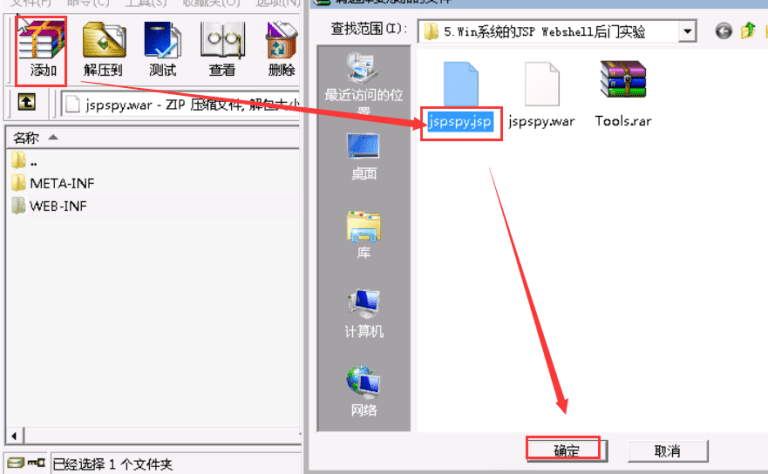 文件(F) 命令(C) 工具(S) 收藏夹(O) 选项(N)
添加 解压到 测试 查看 删除
jspspy.war - ZIP 压缩文件, 解包大小
名称
..
META-INF
WEB-INF
已经选择 1 个文件夹
查找范围(I):
5.Win系统的JSP Webshell后门实验
最近访问的位
置
桌面
库
计算机
网络
jspspy.jsp jspspy.war Tools.rar
确定 取消